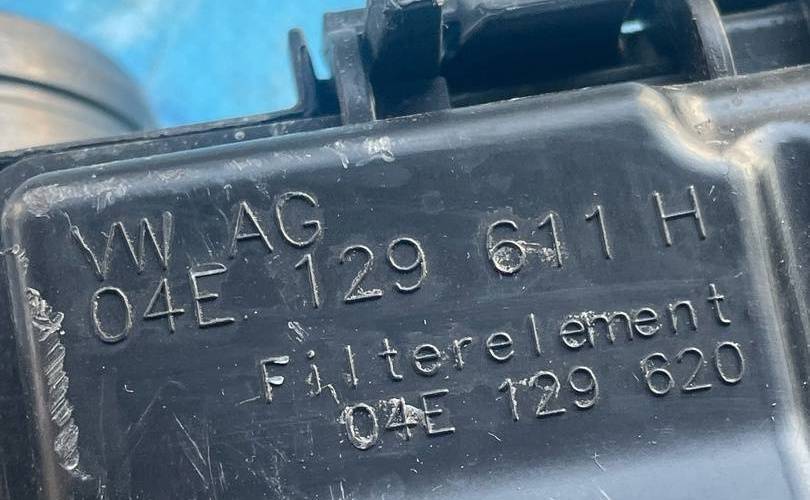 VW AG
04E 129 611 H
Filterelement
04E 129 620